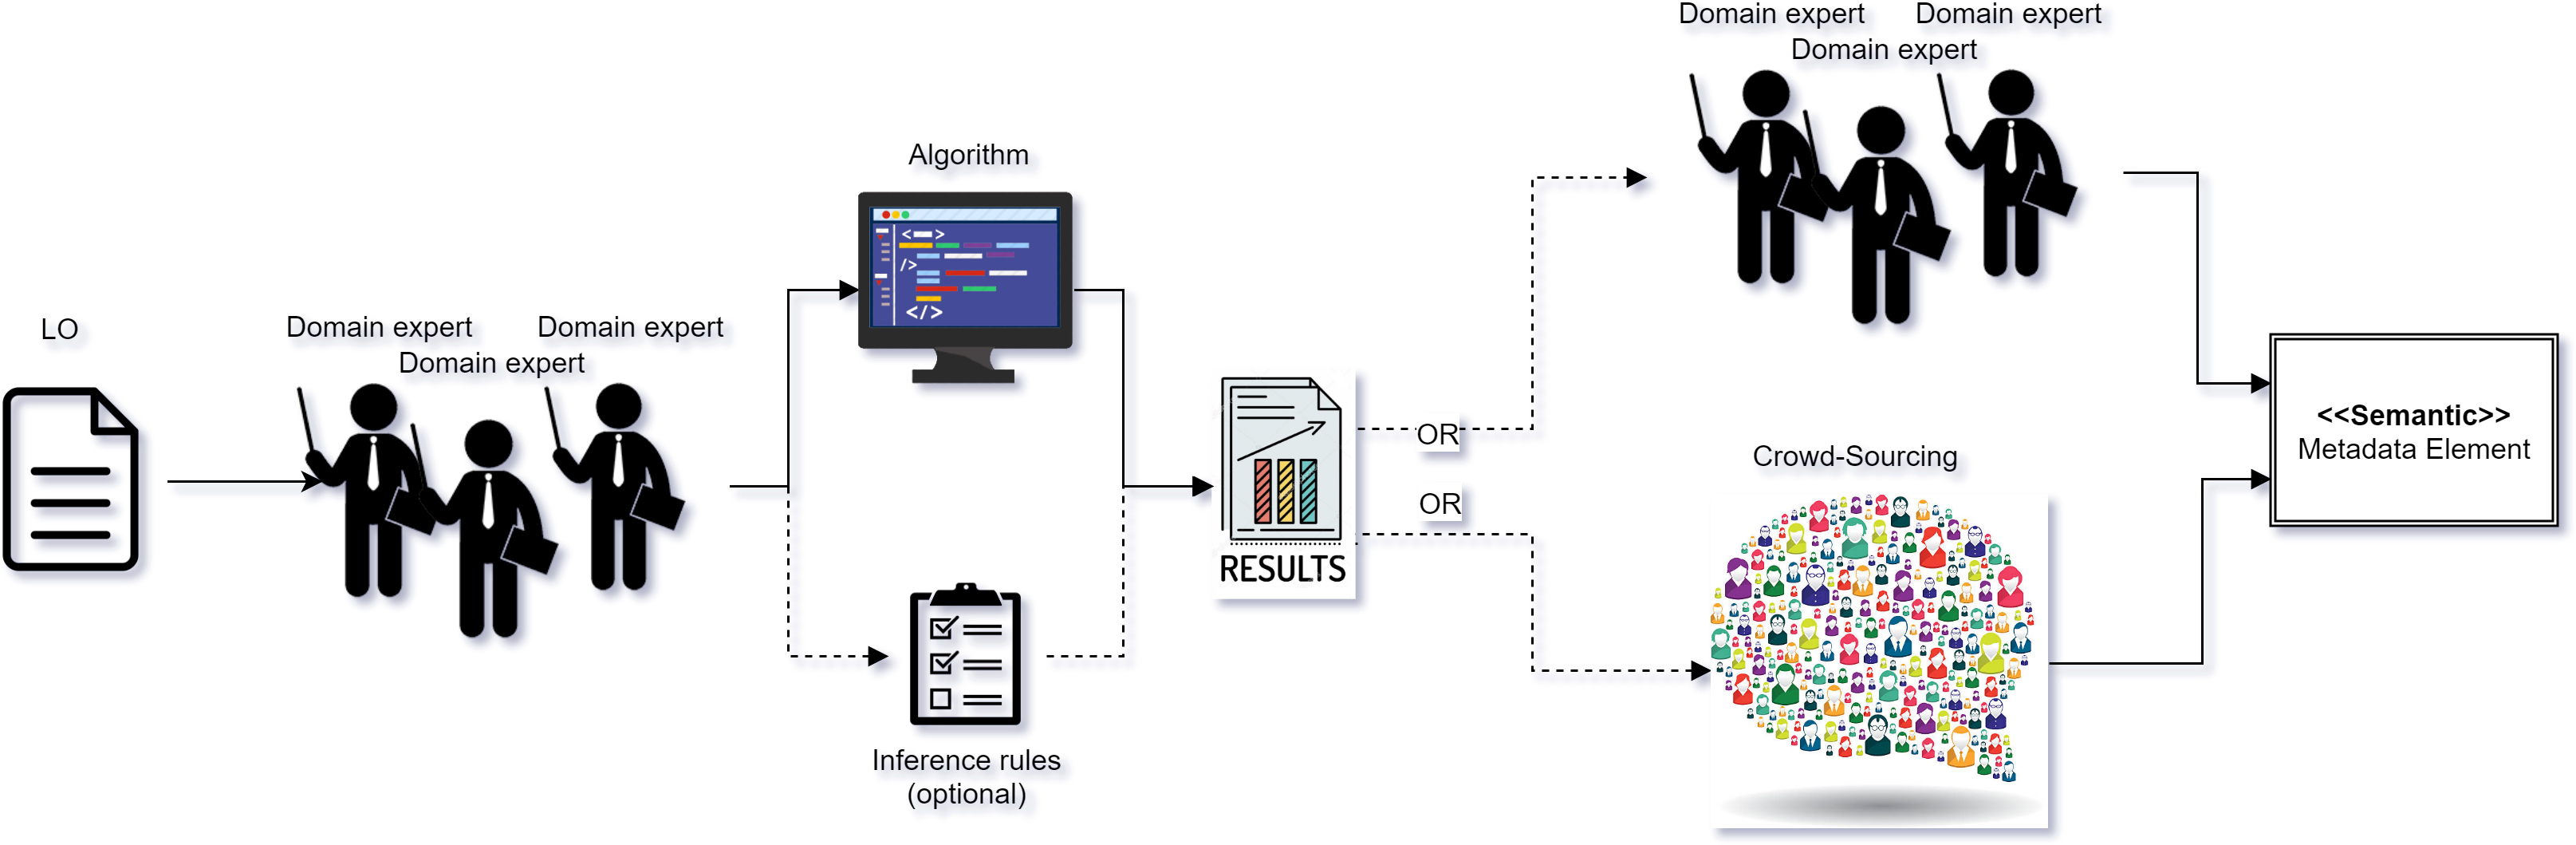 LO
Domain expert
Domain expert
Domain expert
Algorithm
Inference rules
(optional)
RESULTS
OR
OR
Domain expert
Domain expert
Domain expert
Crowd-Sourcing
<<Semantic>>
Metadata Element